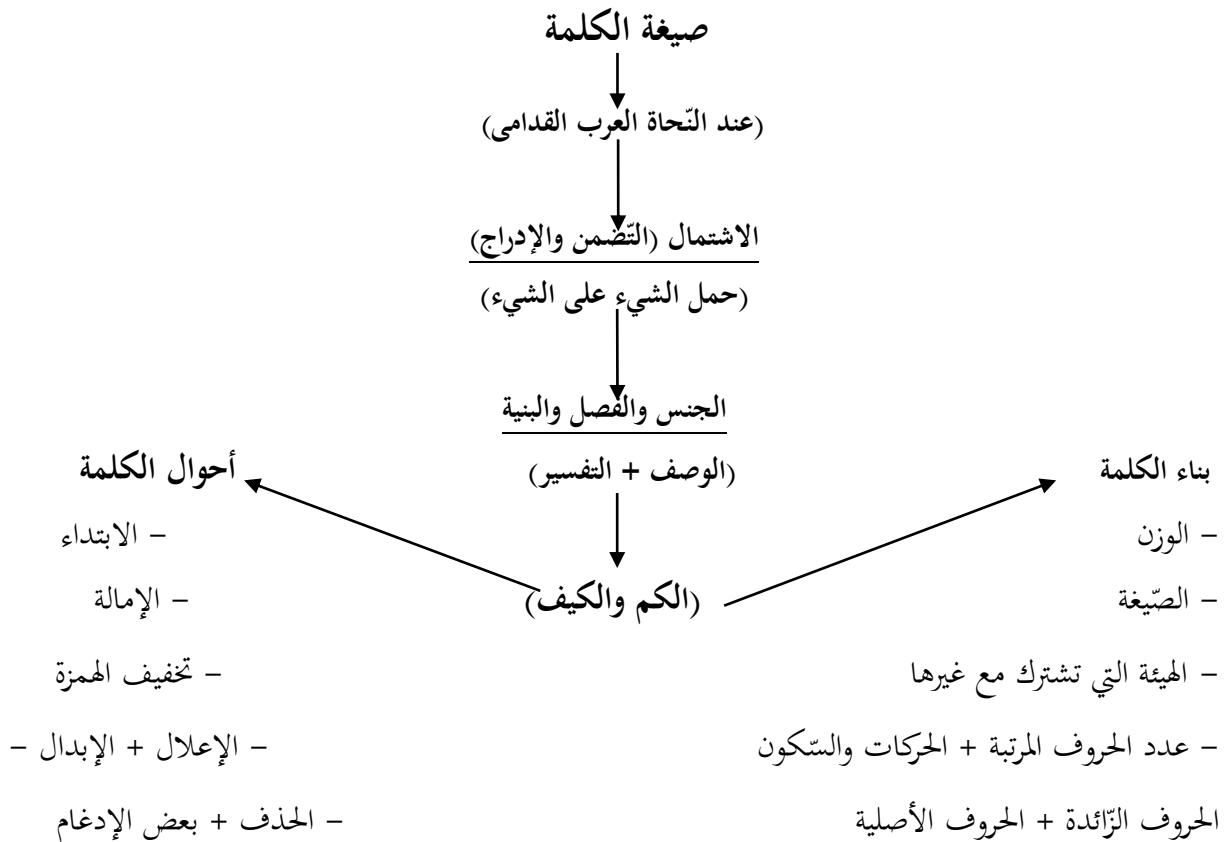 صيغة الكلمة
(عند النّحاة العرب القدامى)
الاشتمال (التّضمن والإدراج)
(حمل الشيء على الشيء)
الجنس والفصل والبنية
(الوصف + التفسير)
(الكم والكيف)
بناء الكلمة
– الوزن
– الصّيغة
– الهيئة التي تشترك مع غيرها
– عدد الحروف المرتبة + الحركات والسّكون
الحروف الزّائدة + الحروف الأصلية
أحوال الكلمة
– الابتداء
– الإمالة
– تخفيف الهمزة
– الإعلال + الإبدال –
– الحذف + بعض الإدغام